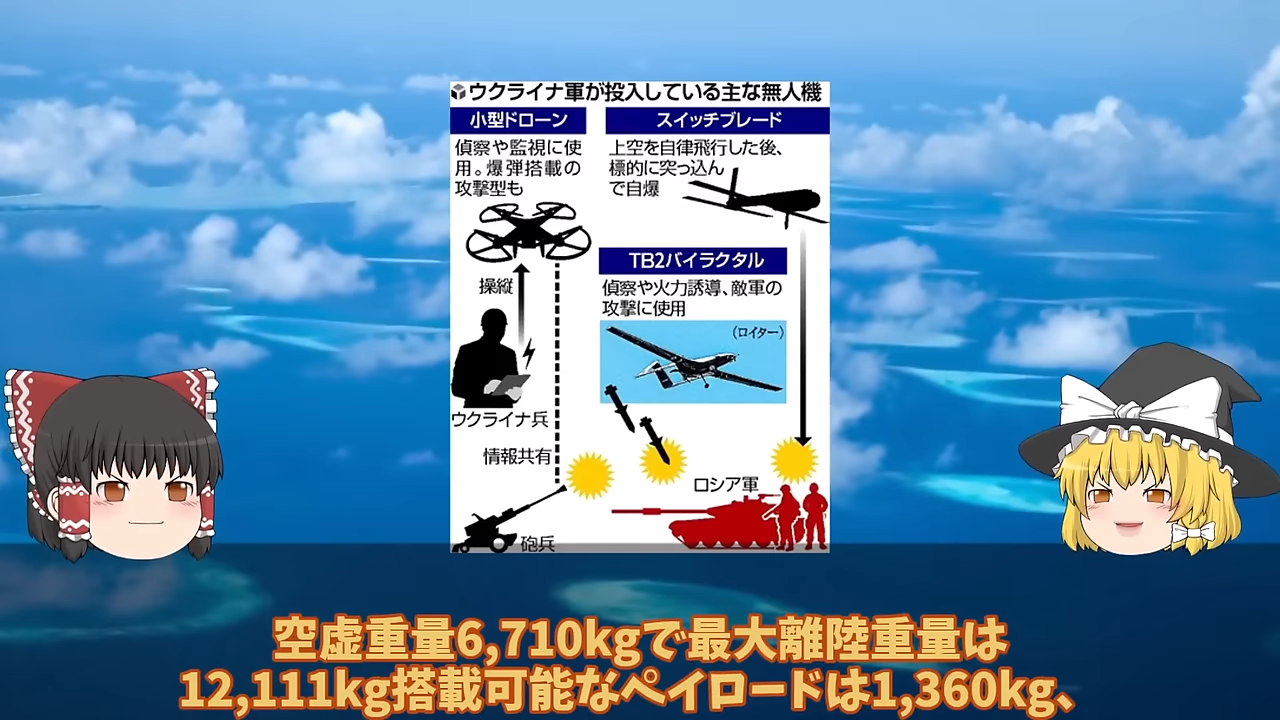 ウクライナ軍が投入している主な無人機
小型ドローン
偵察や監視に使
用。爆弾搭載の
攻撃型も
操縦
ウクライナ兵
情報共有
砲兵
スイッチブレード
上空を自律飛行した後、
標的に突っ込ん
で自爆
TB2バイラクタル
偵察や火力誘導、敵軍の
攻撃に使用
(ロイター)
ロシア軍
空虚重量6,710kgで最大離陸重量は
12,111kg搭載可能なペイロードは1,360kg、